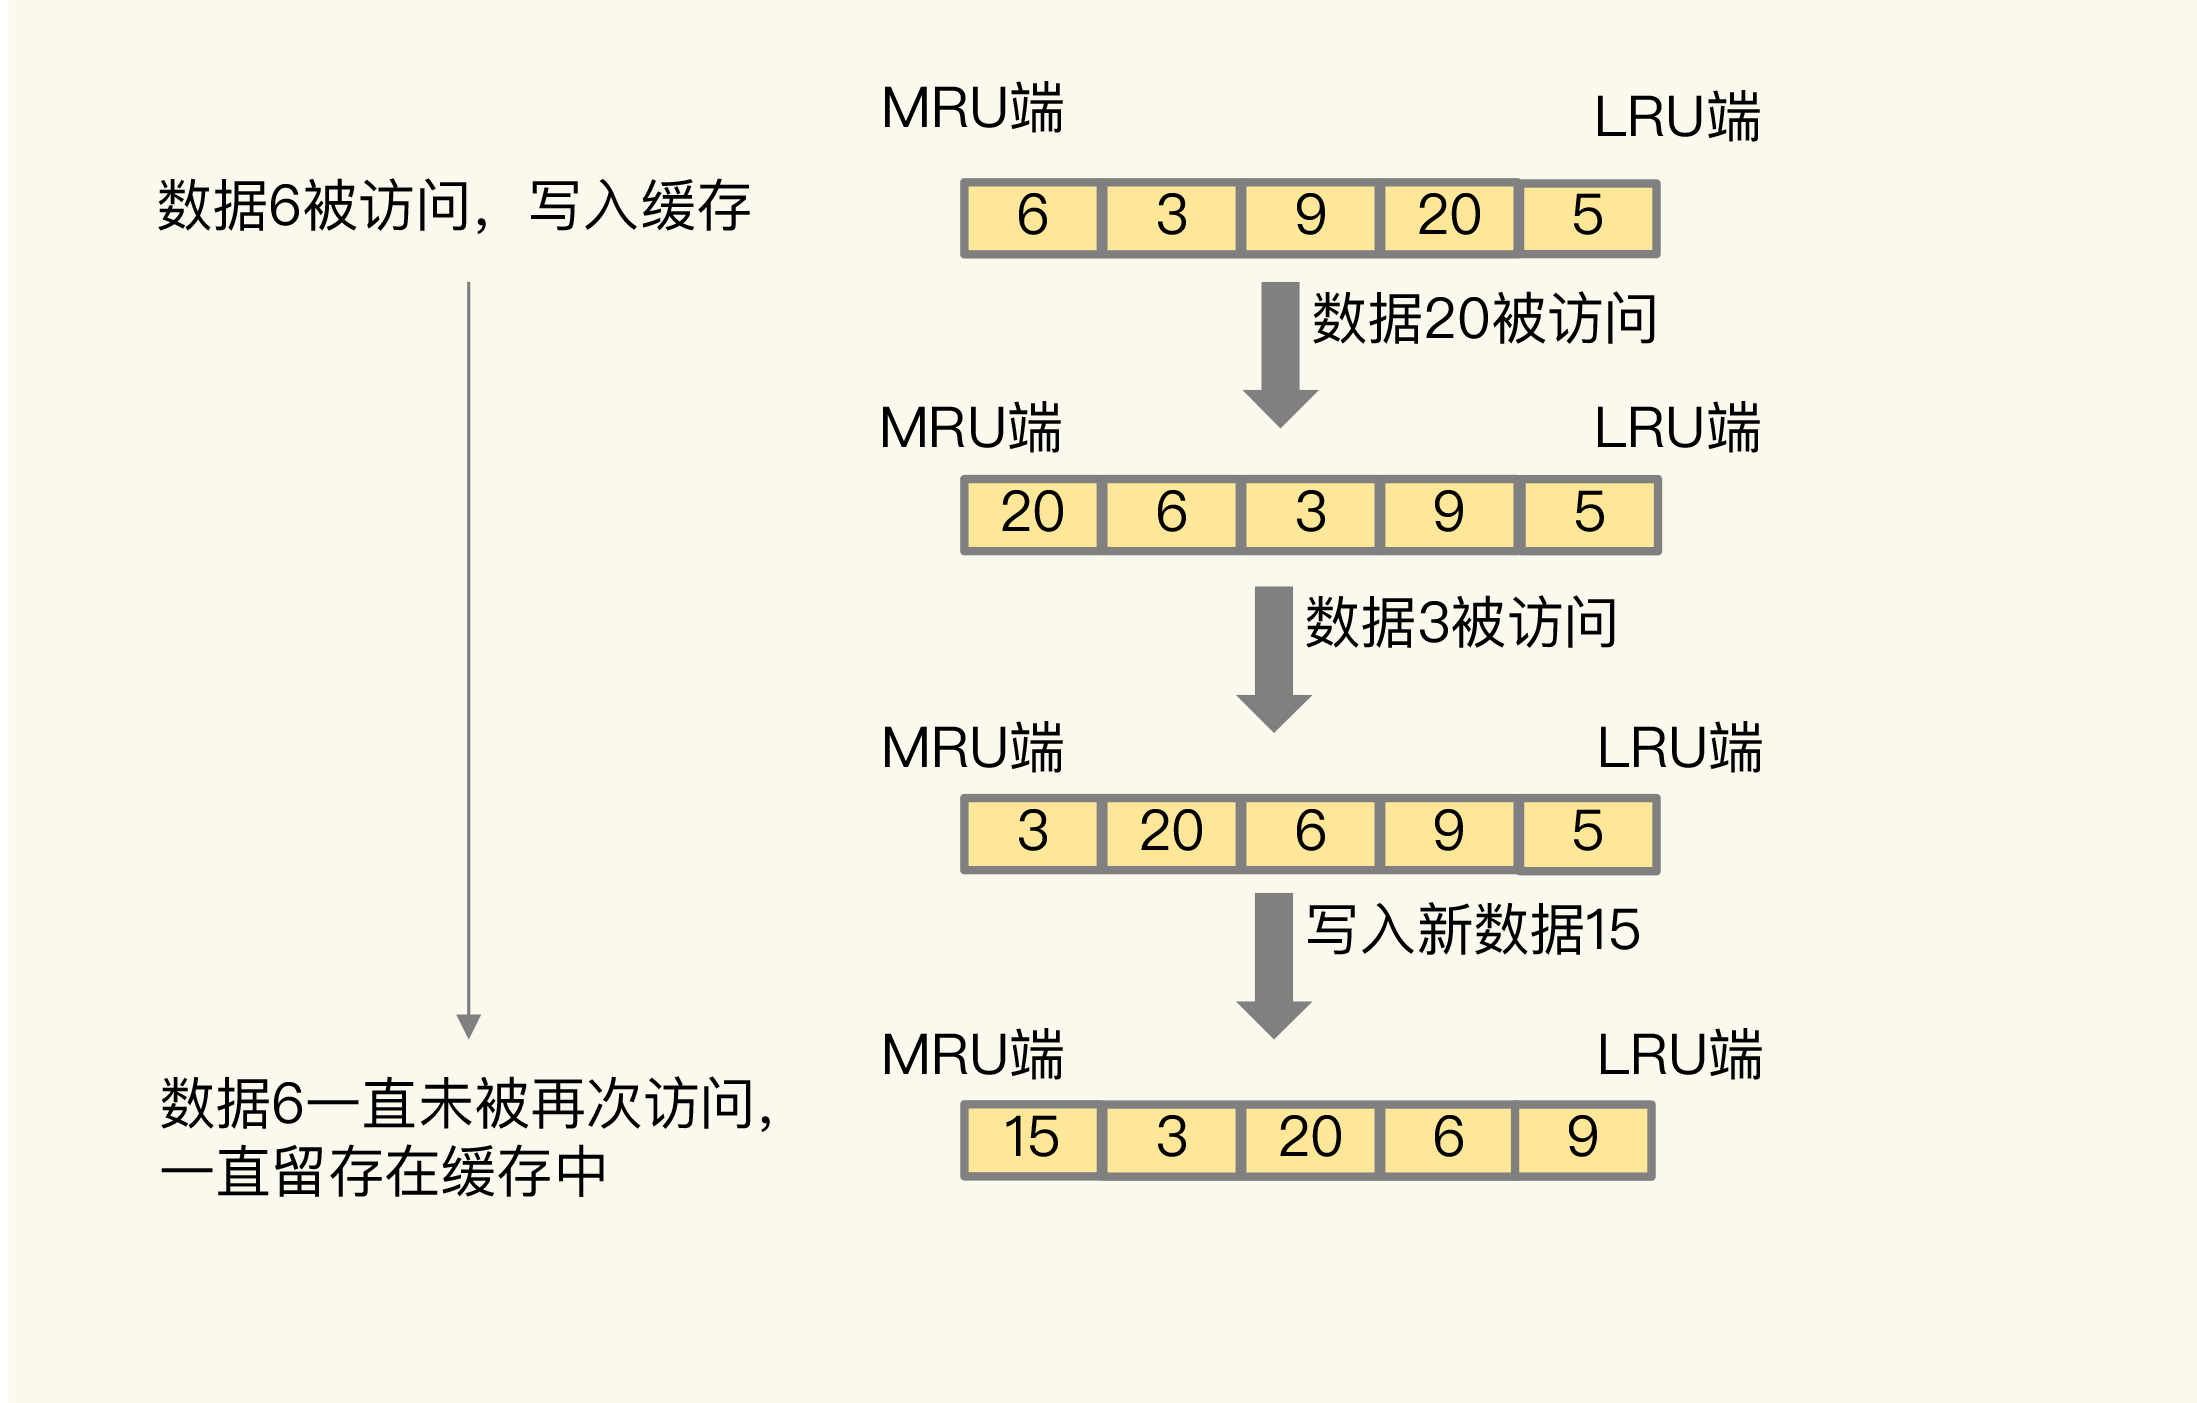 MRU端 LRU端
数据6被访问，写入缓存
6 3 9 20 5
数据20被访问
MRU端 LRU端
20 6 3 9 5
数据3被访问
MRU端 LRU端
3 20 6 9 5
写入新数据15
MRU端 LRU端
数据6一直未被再次访问，
一直留存在缓存中
15 3 20 6 9